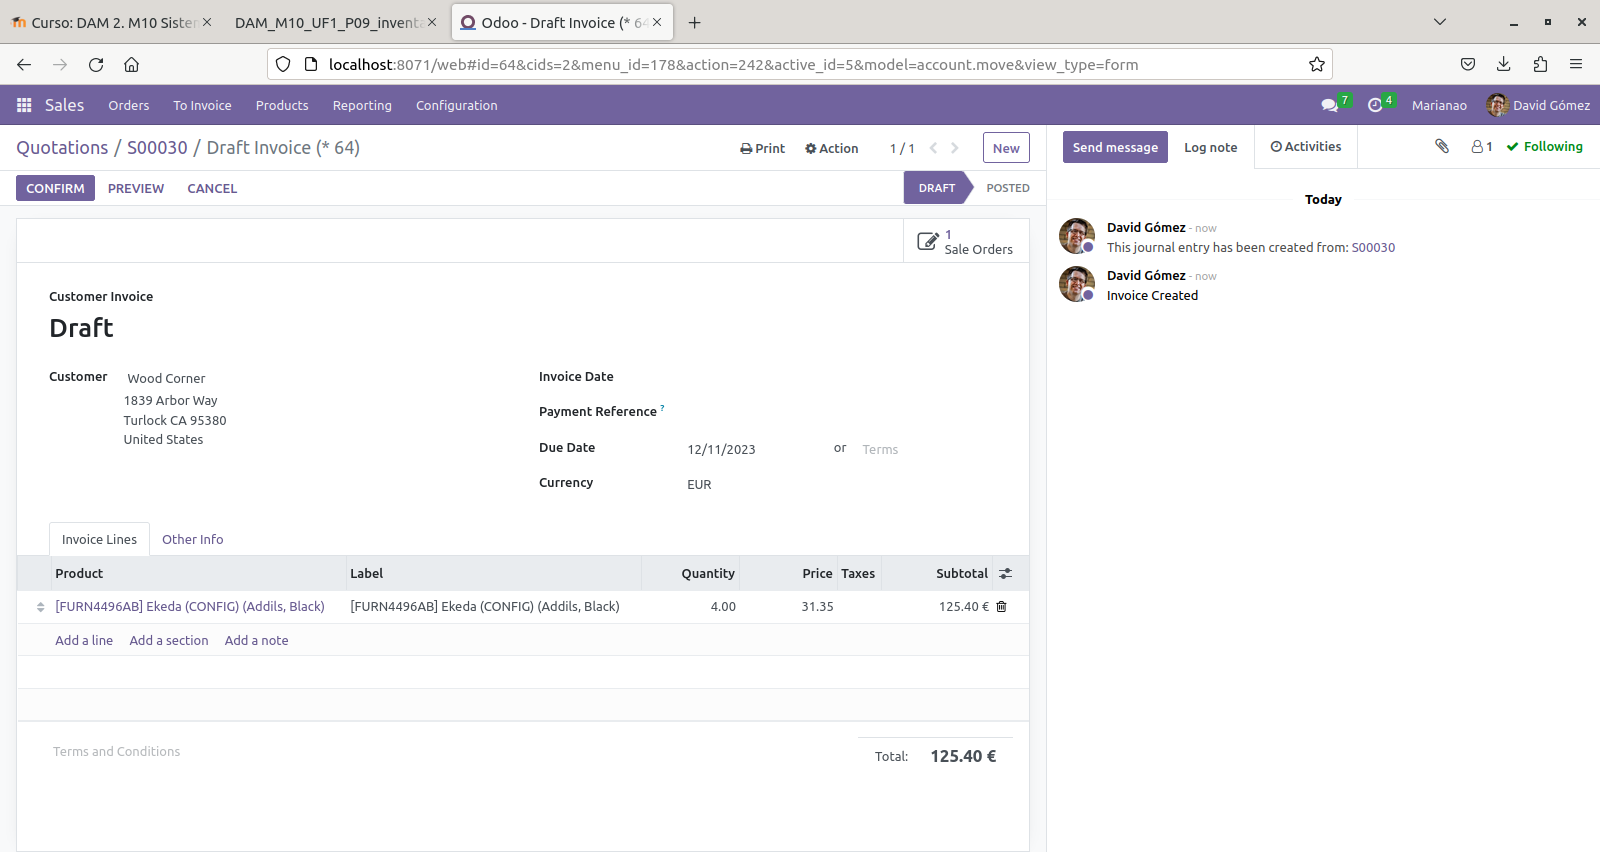 Curso: DAM 2. M10 Sister
DAM_M10_UF1_P09_inventa
Odoo - Draft Invoice (* 64
localhost:8071/web#id=64&cids=2&menu_id=178&action=242&active_id=5&model=account.move&view_type=form
Sales Orders To Invoice Products Reporting Configuration 7 4 Marianao David Gómez
Quotations / S00030 / Draft Invoice (* 64) Print Action 1 / 1 New
Send message Log note Activities 1 Following
CONFIRM PREVIEW CANCEL DRAFT POSTED
1
Sale Orders
Customer Invoice
Draft
Customer Wood Corner
1839 Arbor Way
Turlock CA 95380
United States
Invoice Date
Payment Reference ?
Due Date 12/11/2023 or Terms
Currency EUR
Invoice Lines Other Info
Product Label Quantity Price Taxes Subtotal
[FURN4496AB] Ekeda (CONFIG) (Addils, Black) [FURN4496AB] Ekeda (CONFIG) (Addils, Black) 4.00 31.35 125.40 €
Add a line Add a section Add a note
Terms and Conditions
Total: 125.40 €
Today
David Gómez - now
This journal entry has been created from: S00030
David Gómez - now
Invoice Created